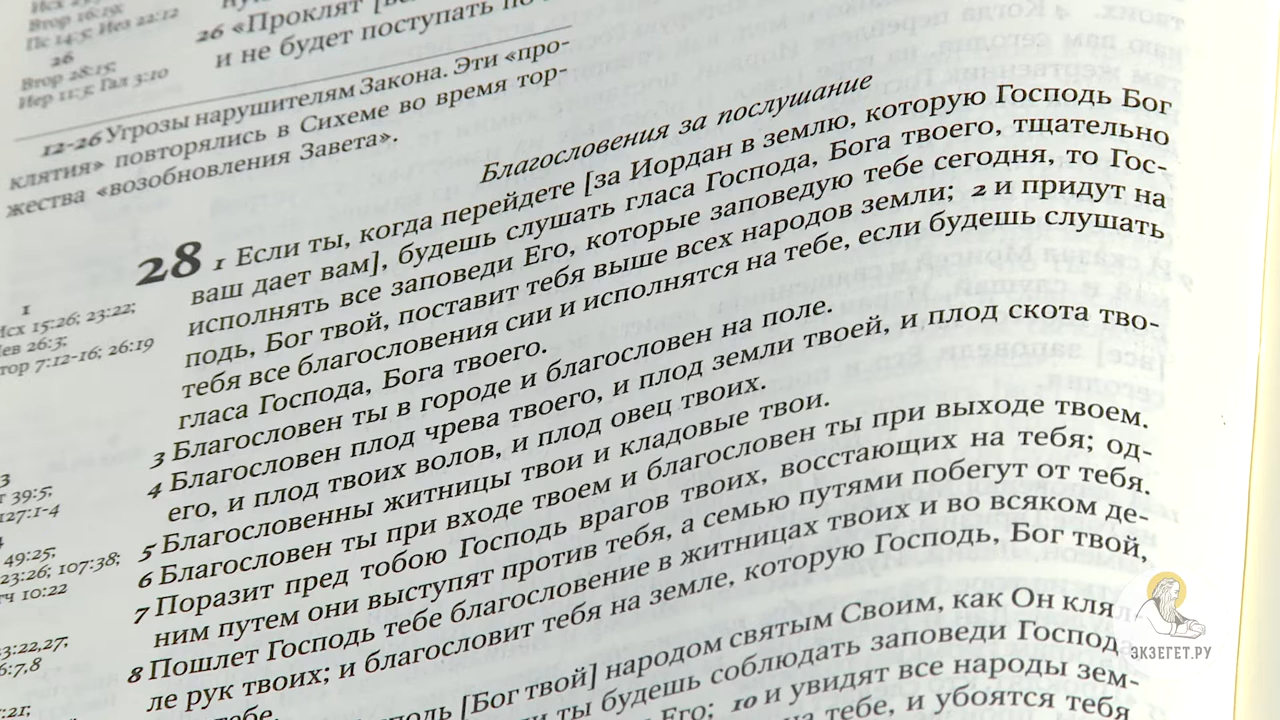 Втор 16:19;
Пс 14:5; Иез 22:12
26
Втор 28:15;
Иер 11:3; Гал 3:10
26 «Проклят
и не будет поступать по
12-26 Угрозы нарушителям Закона. Эти «про-
клятия» повторялись в Сихеме во время тор-
жества «возобновления Завета».
Благословения за послушание
28 1 Если ты, когда перейдете [за Иордан в землю, которую Господь Бог
ваш дает вам], будешь слушать гласа Господа, Бога твоего, тщательно
исполнять все заповеди Его, которые заповедую тебе сегодня, то Гос-
подь, Бог твой, поставит тебя выше всех народов земли; 2 и придут на
тебя все благословения сии и исполнятся на тебе, если будешь слушать
гласа Господа, Бога твоего.
3 Благословен ты в городе и благословен на поле.
4 Благословен плод чрева твоего, и плод земли твоей, и плод скота тво-
его, и плод твоих волов, и плод овец твоих.
5 Благословенны житницы твои и кладовые твои.
6 Благословен ты при входе твоем и благословен ты при выходе твоем.
7 Поразит пред тобою Господь врагов твоих, восстающих на тебя; од-
ним путем они выступят против тебя, а семью путями побегут от тебя.
8 Пошлет Господь тебе благословение в житницах твоих и во всяком де-
ле рук твоих; и благословит тебя на земле, которую Господь, Бог твой,
тебе.
[Бог твой] народом святым Своим, как Он клял
ты будешь соблюдать заповеди Господ
Его; 10 и увидят все народы зем-
на тебе, и убоятся тебя
1
Исх 15:26; 23:22;
Лев 26:3;
тор 7:12-16; 26:19
3
39:5,
127:1-4
4
49:25,
23:26; 107:38;
10:22
33:22,27,
6:7,8
:21;
ЭКЗЕГЕТ.РУ